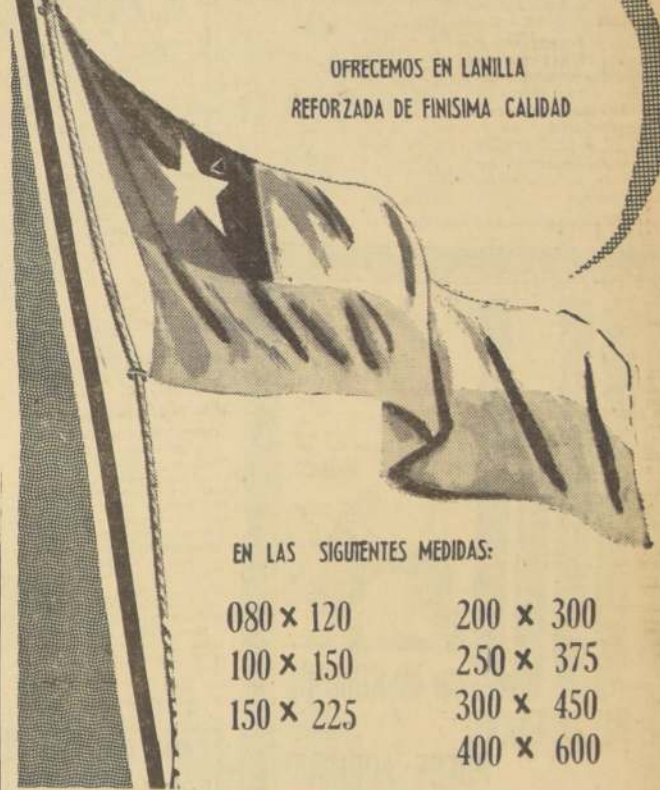 OFRECEMOS EN LANILLA
REFORZADA DE FINISIMA CALIDAD
EN LAS SIGUIENTES MEDIDAS:
080 × 120
100 × 150
150 × 225
200 × 300
250 × 375
300 × 450
400 × 600